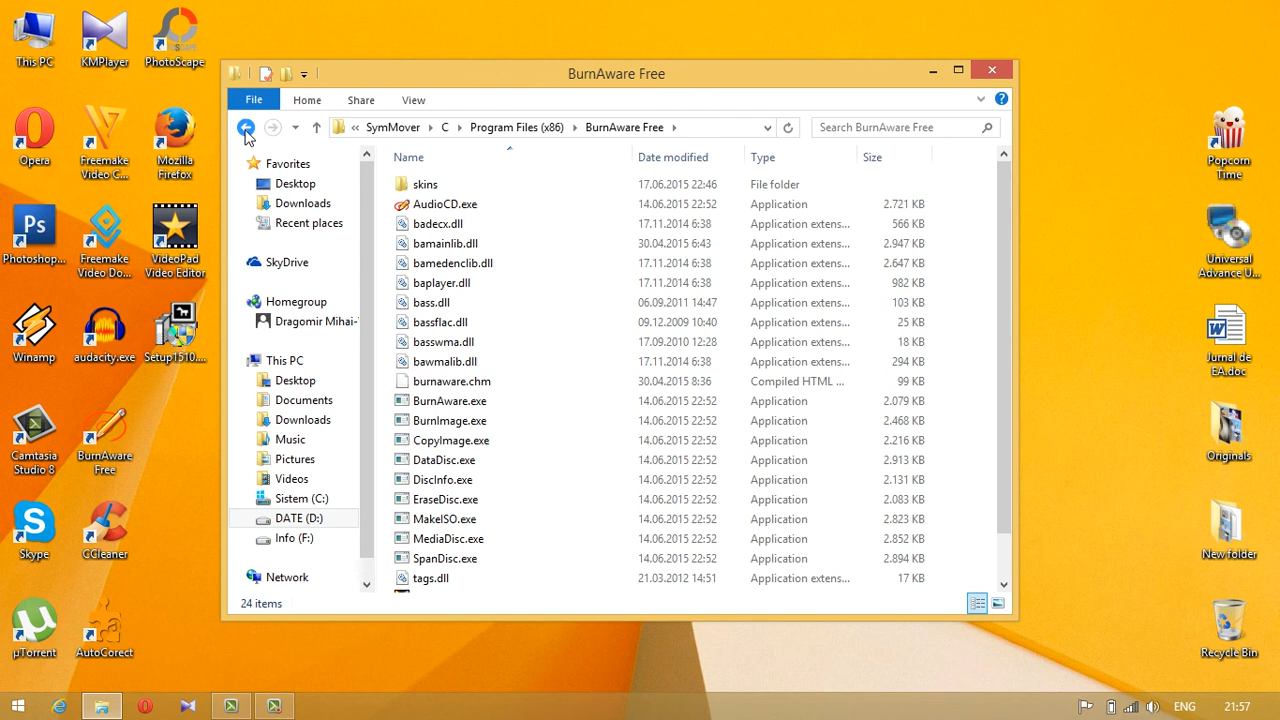 This PC
KMPlayer
PhotoScape
Opera
Freemake
Video C...
Mozilla
Firefox
Photoshop...
Freemake
Video Do...
VideoPad
Video Editor
Winamp
audacity.exe
Setup1510....
Camtasia
Studio 8
BurnAware
Free
Skype
CCleaner
µTorrent
AutoCorect
BurnAware Free
File
Home
Share
View
«
SymMover
C
Program Files (x86)
BurnAware Free
Search BurnAware Free
Favorites
Desktop
Downloads
Recent places
SkyDrive
Homegroup
Dragomir Mihai-
This PC
Desktop
Documents
Downloads
Music
Pictures
Videos
Sistem (C:)
DATE (D:)
Info (F:)
Network
Name Date modified Type Size
skins 17.06.2015 22:46 File folder
AudioCD.exe 14.06.2015 22:52 Application 2.721 KB
badecx.dll 17.11.2014 6:38 Application extens... 566 KB
bamainlib.dll 30.04.2015 6:43 Application extens... 2.947 KB
bamedenclib.dll 17.11.2014 6:38 Application extens... 2.647 KB
baplayer.dll 17.11.2014 6:38 Application extens... 982 KB
bass.dll 06.09.2011 14:47 Application extens... 103 KB
bassflac.dll 09.12.2009 10:40 Application extens... 25 KB
basswma.dll 17.09.2010 12:28 Application extens... 18 KB
bawmalib.dll 17.11.2014 6:38 Application extens... 294 KB
burnaware.chm 30.04.2015 8:36 Compiled HTML ... 99 KB
BurnAware.exe 14.06.2015 22:52 Application 2.079 KB
BurnImage.exe 14.06.2015 22:52 Application 2.468 KB
CopyImage.exe 14.06.2015 22:52 Application 2.216 KB
DataDisc.exe 14.06.2015 22:52 Application 2.913 KB
DiscInfo.exe 14.06.2015 22:52 Application 2.131 KB
EraseDisc.exe 14.06.2015 22:52 Application 2.083 KB
MakeISO.exe 14.06.2015 22:52 Application 2.823 KB
MediaDisc.exe 14.06.2015 22:52 Application 2.852 KB
SpanDisc.exe 14.06.2015 22:52 Application 2.894 KB
tags.dll 21.03.2012 14:51 Application extens... 17 KB
24 items
Popcorn
Time
Universal
Advance U...
Jurnal de
EA.doc
Originals
New folder
Recycle Bin
ENG
21:57